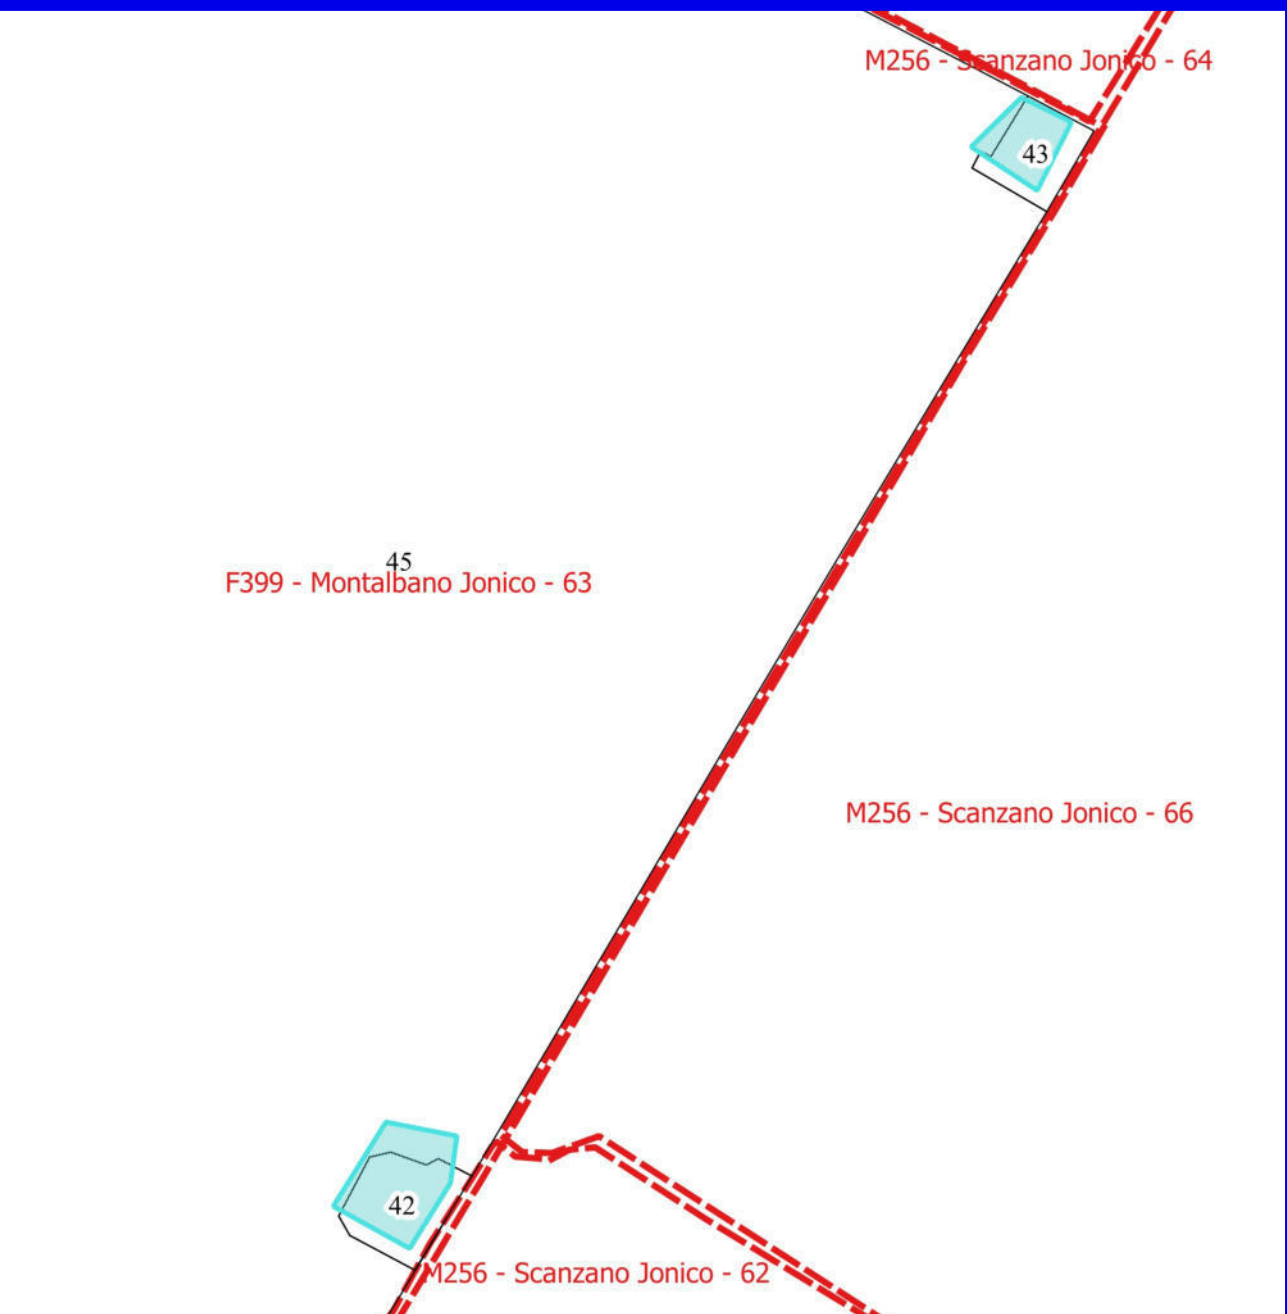 M256 - Scanzano Jonico - 64
43
45
F399 - Montalbano Jonico - 63
M256 - Scanzano Jonico - 66
42
M256 - Scanzano Jonico - 62